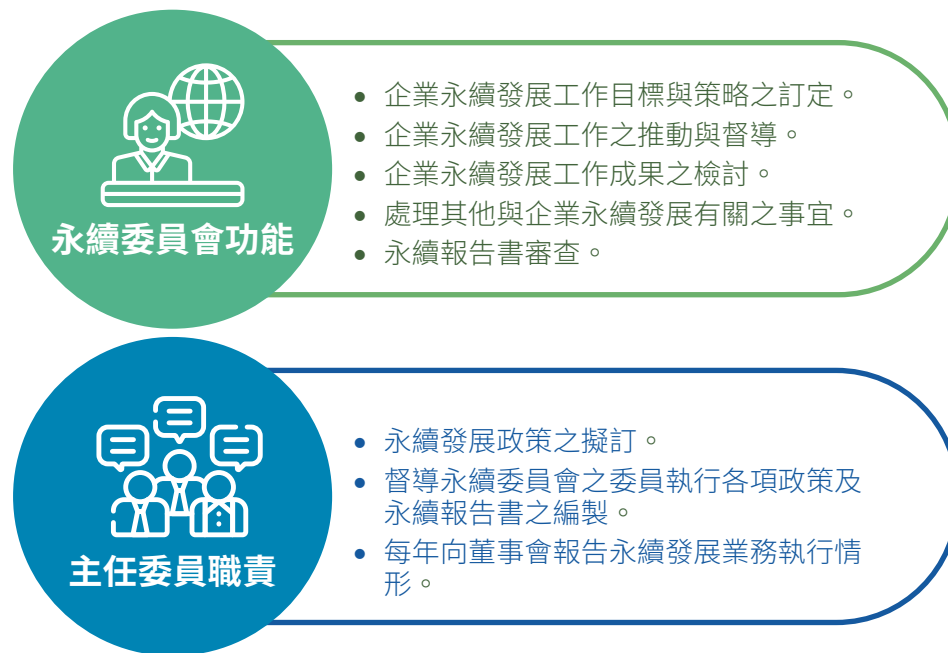 永續委員會功能
• 企業永續發展工作目標與策略之訂定。
• 企業永續發展工作之推動與督導。
• 企業永續發展工作成果之檢討。
• 處理其他與企業永續發展有關之事宜。
• 永續報告書審查。
主任委員職責
• 永續發展政策之擬訂。
• 督導永續委員會之委員執行各項政策及
永續報告書之編製。
• 每年向董事會報告永續發展業務執行情
形。